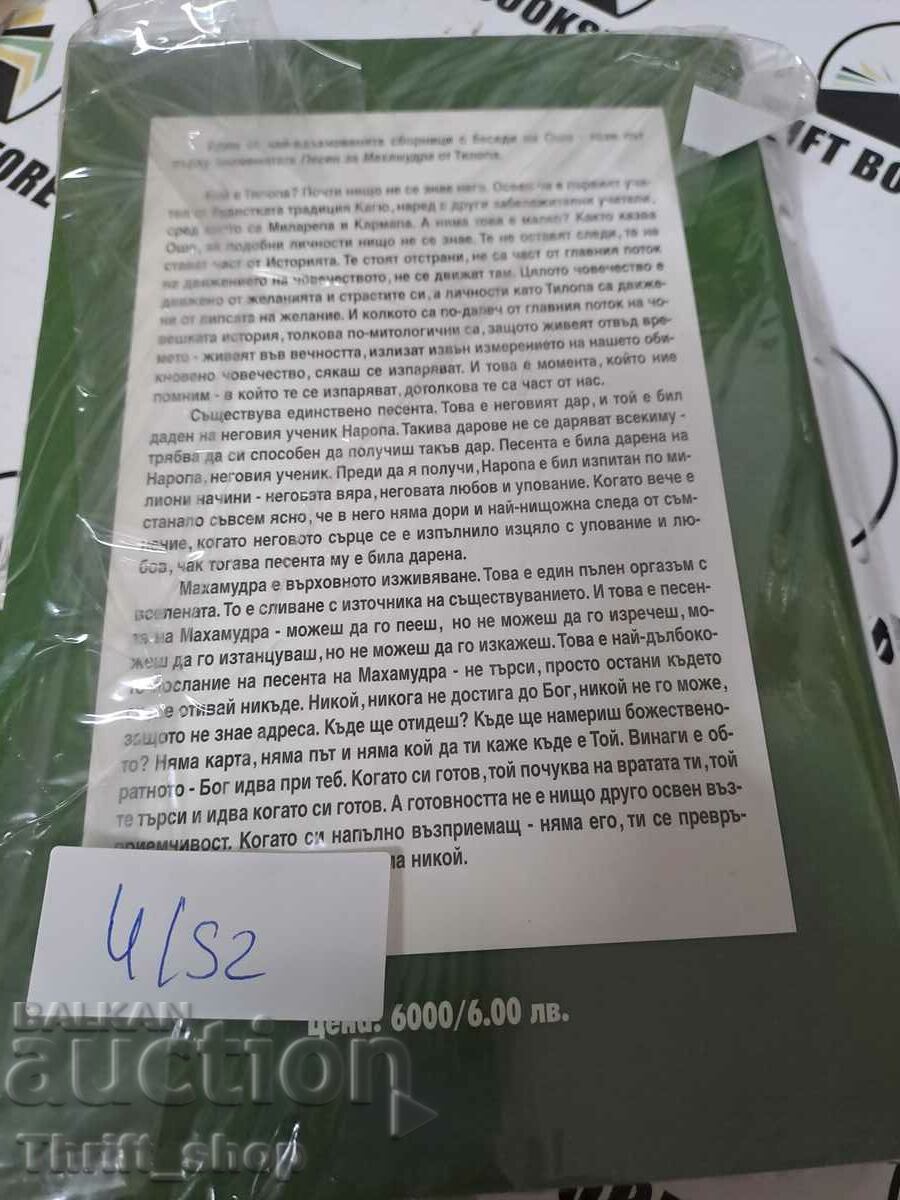 BOOKS
IFT BOO
ORE
Един от най-вдъхновените сборници с беседи на Ошо - този път
върху знаменитата Песен за Махамудра от Тилопа.
Кой е Тилопа? Почти нищо не се знае него. Освен че е първият учи-
тел от будистката традиция Кагю, наред с други забележителни учители,
сред които са Миларепа и Кармапа. А нима това е малко? Както казва
Ошо, за подобни личности нищо не се знае. Те не оставят следи, те не
стават част от Историята. Те стоят отстрани, не са част от главния поток
на движението на човечеството, не се движат там. Цялото човечество е
движено от желанията и страстите си, а личности като Тилопа са движе-
ни от липсата на желание. И колкото са по-далеч от главния поток на чо-
вешката история, толкова по-митологични са, защото живеят отвъд вре-
мето - живеят във вечността, излизат извън измерението на нашето оби-
кновено човечество, сякаш се изпаряват. И това е момента, който ние
помним - в който те се изпаряват, дотолкова те са част от нас.
Съществува единствено песента. Това е неговият дар, и той е бил
даден на неговия ученик Наропа. Такива дарове не се даряват всекиму -
трябва да си способен да получиш такъв дар. Песента е била дарена на
Наропа, неговия ученик. Преди да я получи, Наропа е бил изпитан по ми-
лиони начини - неговата вяра, неговата любов и упование. Когато вече е
станало съвсем ясно, че в него няма дори и най-нищожна следа от съм-
нение, когато неговото сърце се е изпълнило изцяло с упование и лю-
бов, чак тогава песента му е била дарена.
Махамудра е върховното изживяване. Това е един пълен оргазъм с
вселената. То е сливане с източника на съществуването. И това е песен-
та на Махамудра - можеш да го пееш, но не можеш да го изречеш, мо-
жеш да го изтанцуваш, но не можеш да го изкажеш. Това е най-дълбоко-
то послание на песента на Махамудра - не търси, просто остани където
не отивай никъде. Никой, никога не достига до Бог, никой не го може,
защото не знае адреса. Къде ще отидеш? Къде ще намериш божествено-
то? Няма карта, няма път и няма кой да ти каже къде е Той. Винаги е об-
ратното - Бог идва при теб. Когато си готов, той почуква на вратата ти, той
те търси и идва когато си готов. А готовността не е нищо друго освен въз-
приемчивост. Когато си напълно възприемащ - няма его, ти се превръ-
никой.
4/52
цена: 6000/6.00 лв.
BALKAN
auction
Thrift_shop